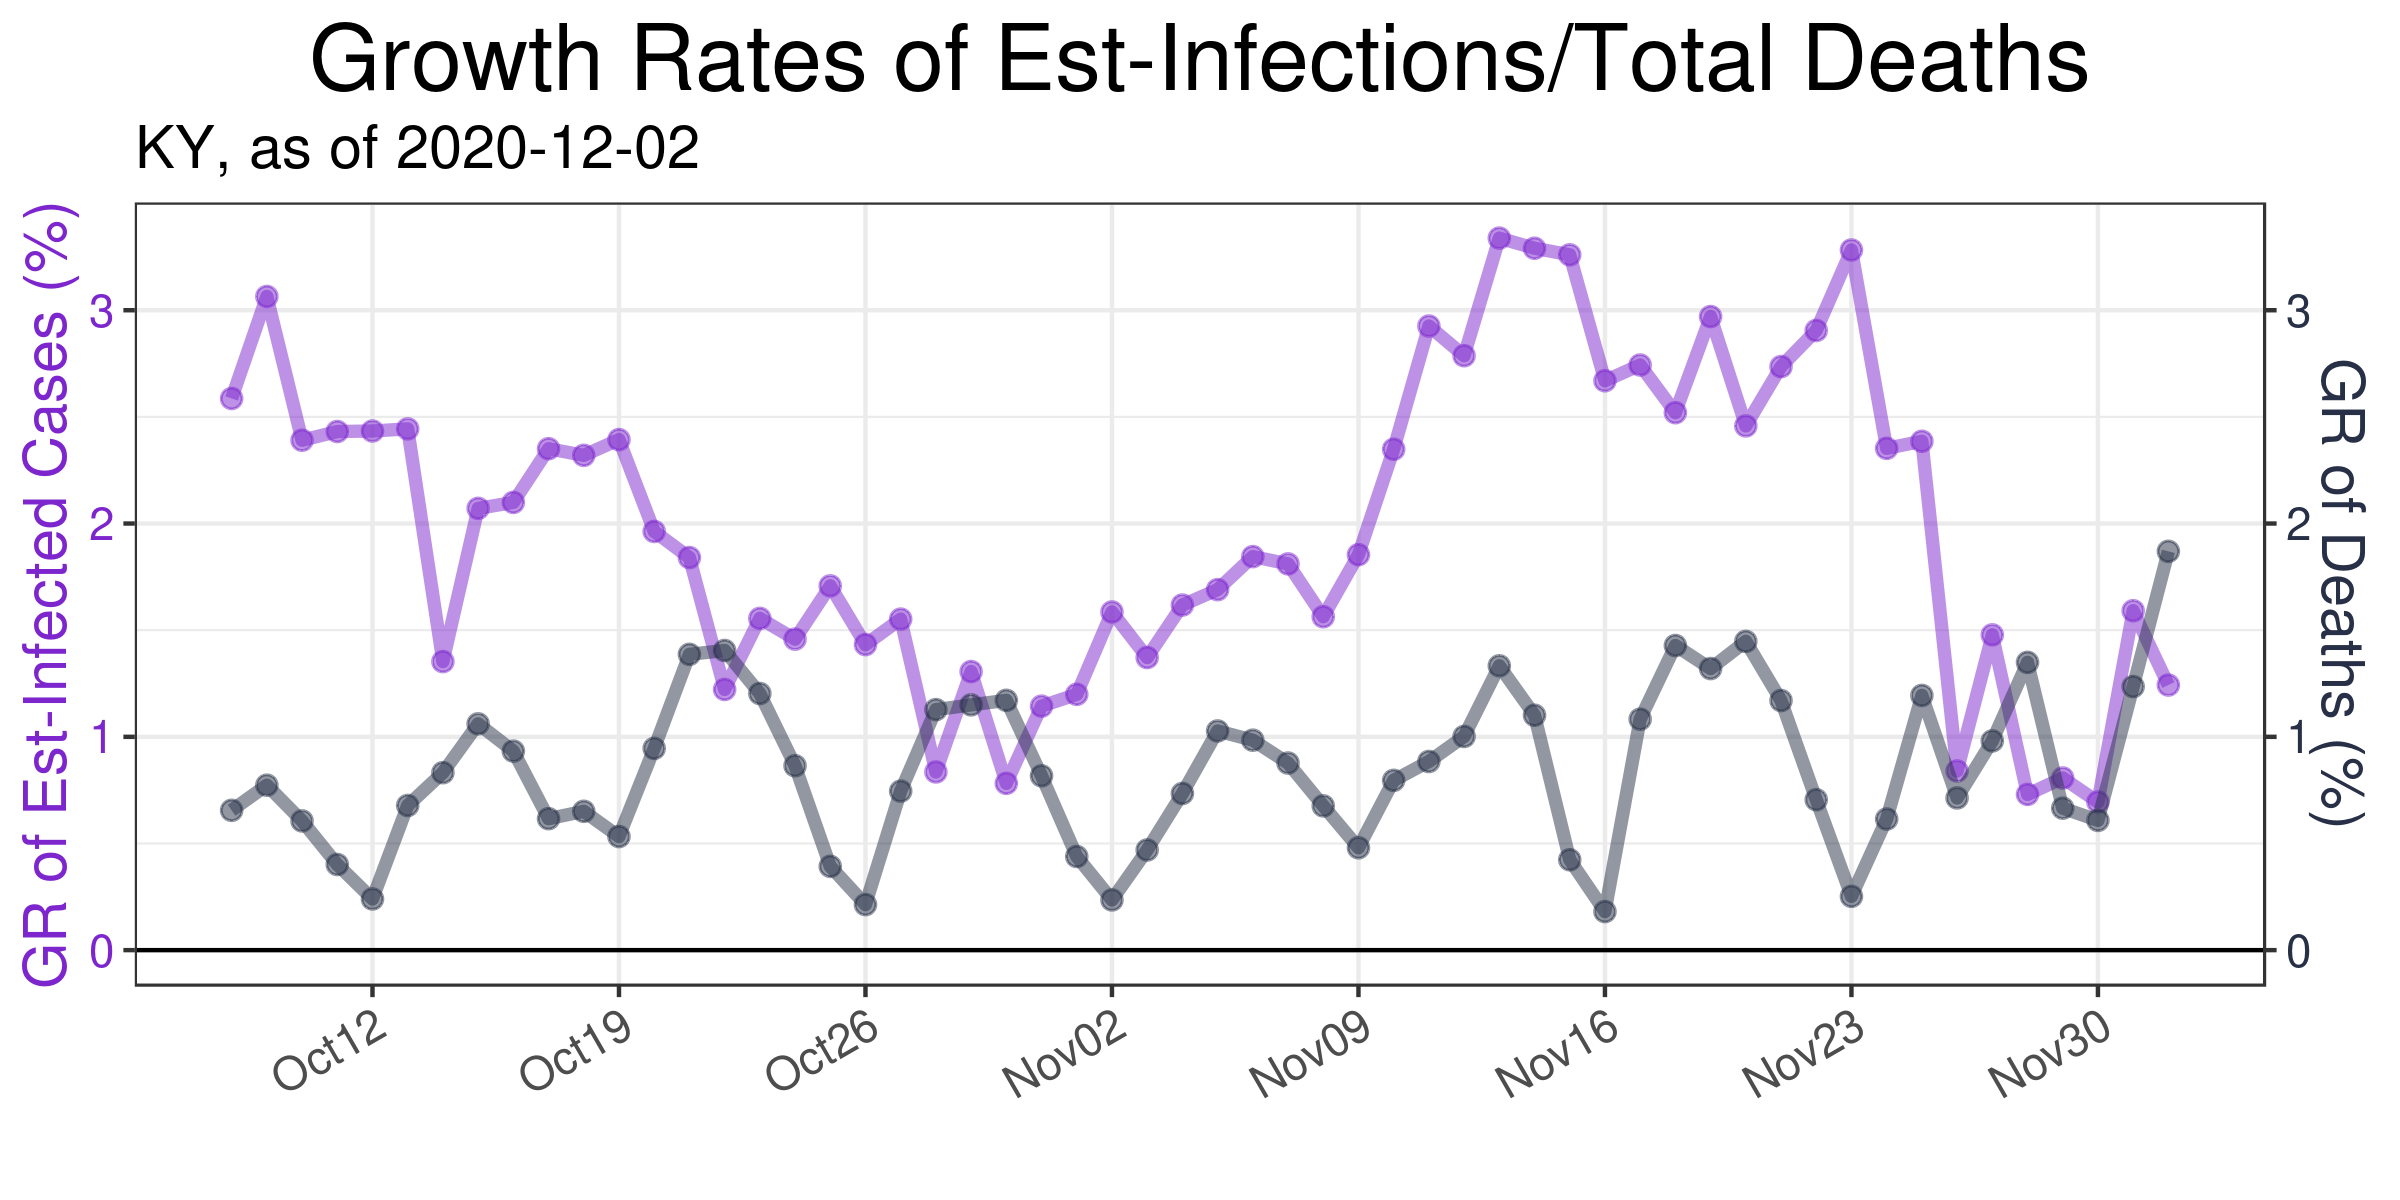 Growth Rates of Est-Infections/Total Deaths
KY, as of 2020-12-02
GR of Est-Infected Cases (%)
3
2
1
0
3
2
1
0
GR of Deaths (%)
Oct12
Oct19
Oct26
Nov02
Nov09
Nov16
Nov23
Nov30